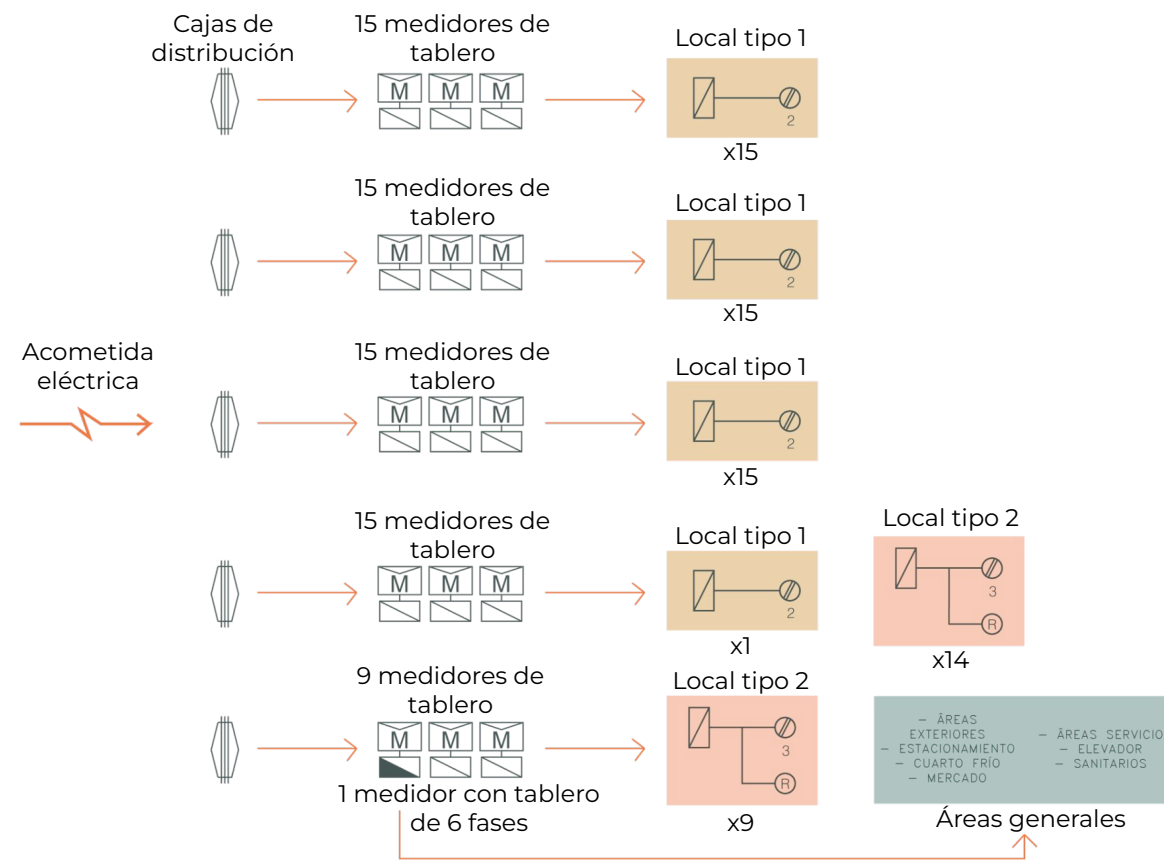 Cajas de
distribución
15 medidores de
tablero
Local tipo 1
M M M
2
x15
15 medidores de
tablero
Local tipo 1
M M M
2
x15
Acometida
eléctrica
15 medidores de
tablero
Local tipo 1
M M M
2
x15
15 medidores de
tablero
Local tipo 1
Local tipo 2
M M M
2
3
R
x1
x14
9 medidores de
tablero
Local tipo 2
M M M
3
R
1 medidor con tablero
de 6 fases
x9
— ÁREAS
EXTERIORES
— ESTACIONAMIENTO
— CUARTO FRÍO
— MERCADO
— ÁREAS SERVICIO
— ELEVADOR
— SANITARIOS
Áreas generales